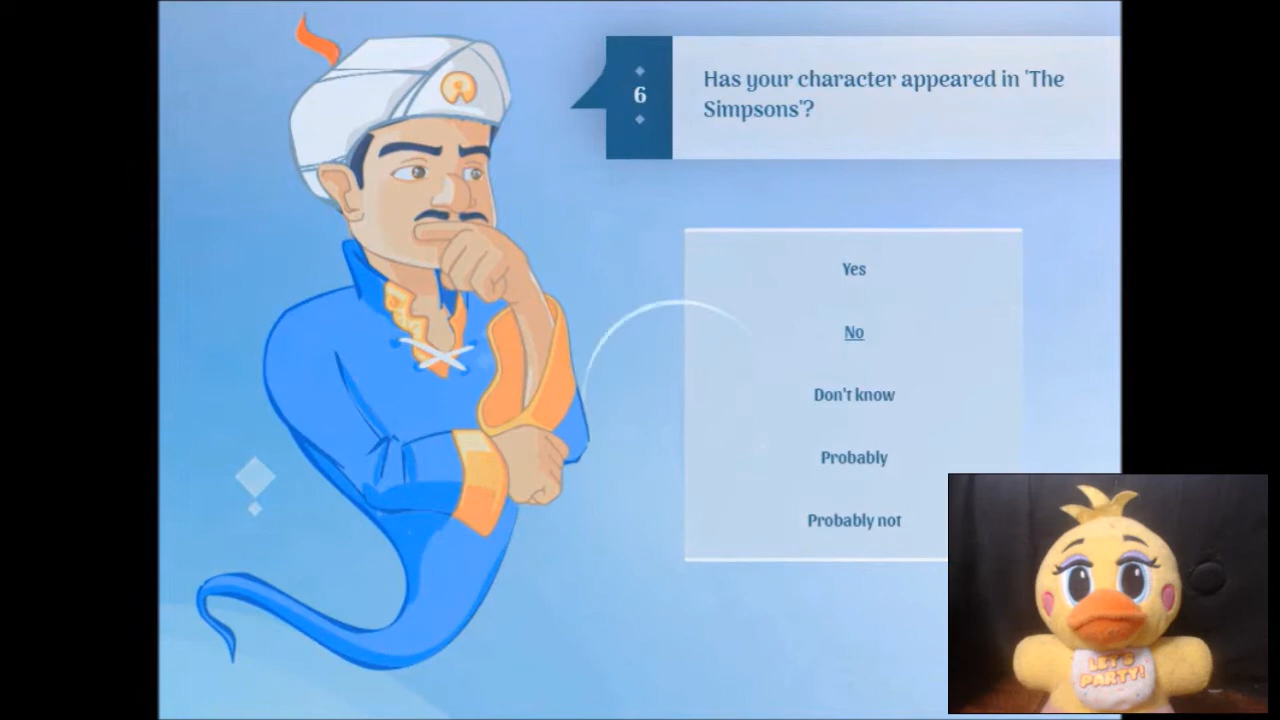 6
Has your character appeared in 'The
Simpsons'?
Yes
No
Don't know
Probably
Probably not
LET'S
PARTY!